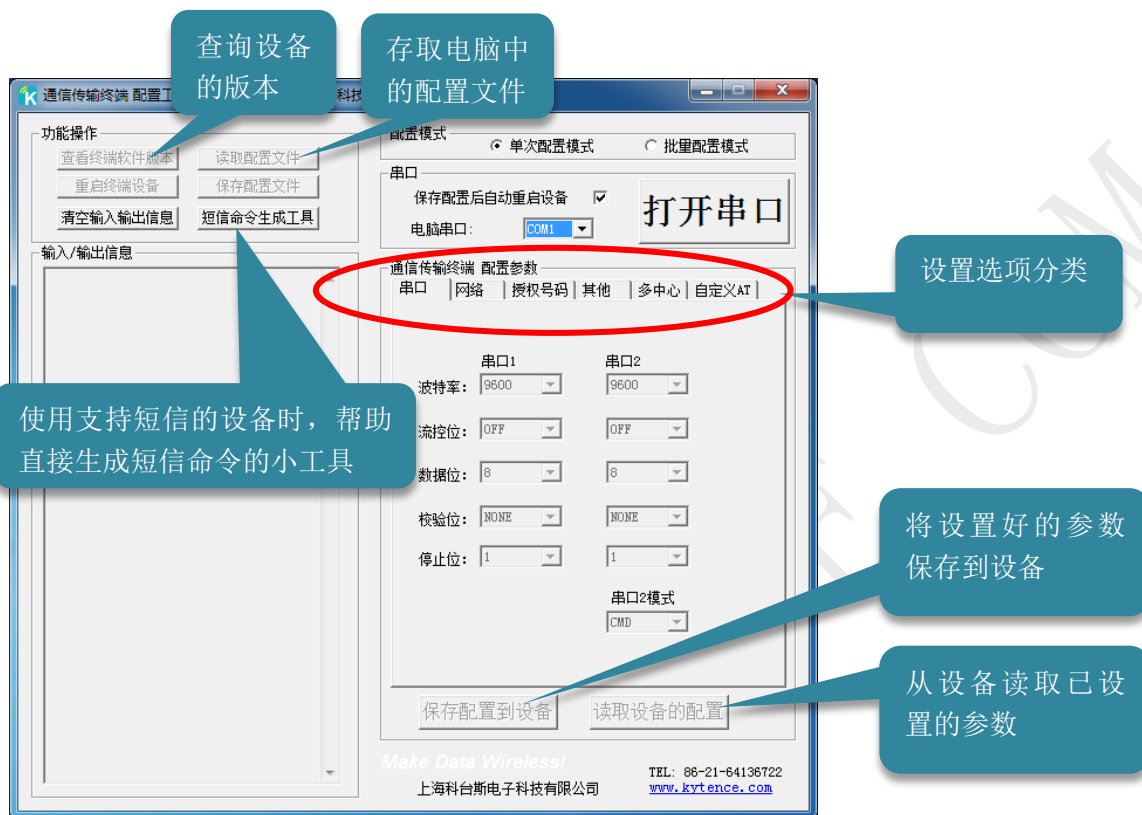 查询设备
的版本
存取电脑中
的配置文件
通信传输终端 配置工
科技
功能操作
查看终端软件版本
读取配置文件
重启终端设备
保存配置文件
清空输入输出信息
短信命令生成工具
输入/输出信息
配置模式
单次配置模式
批量配置模式
串口
保存配置后自动重启设备
打开串口
电脑串口:
COM1
通信传输终端 配置参数
串口
网络
授权号码
其他
多中心
自定义AT
设置选项分类
串口1
串口2
波特率:
9600
9600
流控位:
OFF
OFF
数据位:
8
8
校验位:
NONE
NONE
停止位:
1
1
串口2模式
CMD
使用支持短信的设备时，帮助
直接生成短信命令的小工具
将设置好的参数
保存到设备
从设备读取已设
置的参数
保存配置到设备
读取设备的配置
Make Data Wireless!
上海科台斯电子科技有限公司
TEL: 86-21-64136722
www.kytence.com
COM